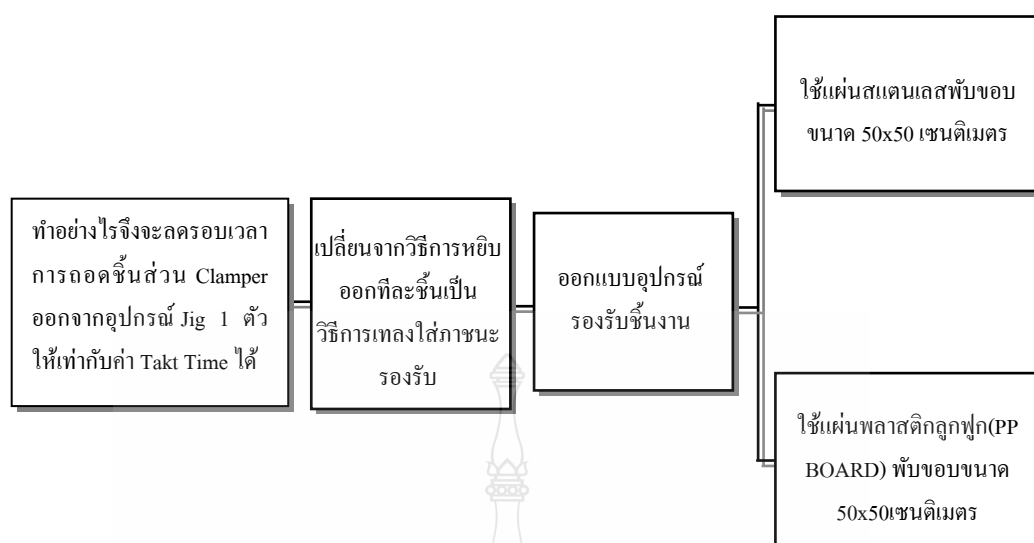 ทำอย่างไรจึงจะลดรอบเวลา
การถอดชิ้นส่วน Clamper
ออกจากอุปกรณ์ Jig 1 ตัว
ให้เท่ากับค่า Takt Time ได้
เปลี่ยนจากวิธีการหยิบ
ออกทีละชิ้นเป็น
วิธีการเทลงใส่ภาชนะ
รองรับ
ออกแบบอุปกรณ์
รองรับชิ้นงาน
ใช้แผ่นสแตนเลสพับขอบ
ขนาด 50x50 เซนติเมตร
ใช้แผ่นพลาสติกลูกฟูก(PP
BOARD) พับขอบขนาด
50x50เซนติเมตร